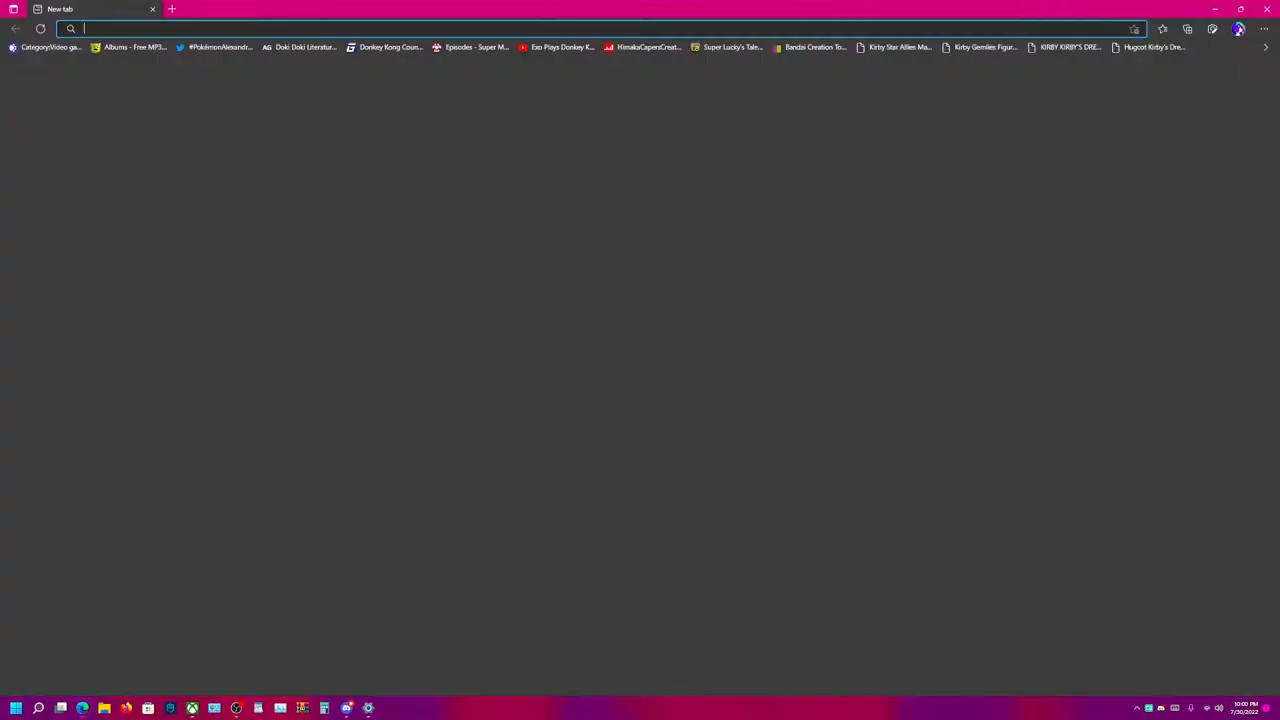 New tab
CategoryVideo ga... Albums - Free MP3... #PokémonAlexandr... AG Doki Doki Literatur... Donkey Kong Coun... Episodes - Super M... Exo Plays Donkey K... HimakaCapersCreat... Super Lucky's Tale... Bandai Creation To... Kirby Star Allies Ma... Kirby Gemlies Figur... KIRBY KIRBY'S DRE... Hugcot Kirby's Dre...
10:00 PM
7/30/2022